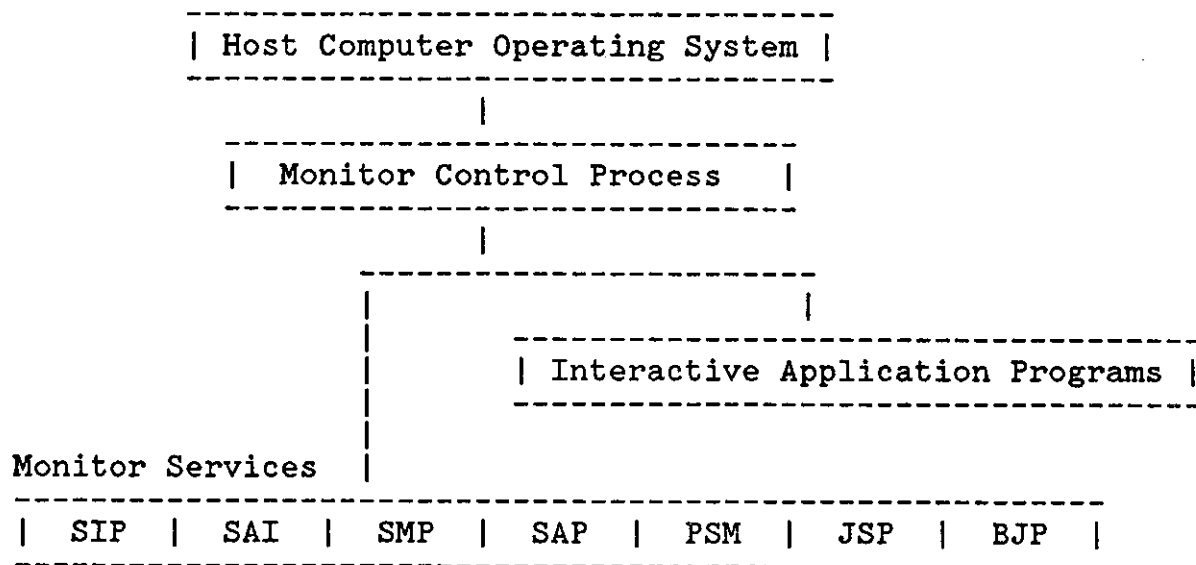 Host Computer Operating System
Monitor Control Process
Interactive Application Programs
Monitor Services
SIP | SAI | SMP | SAP | PSM | JSP | BJP